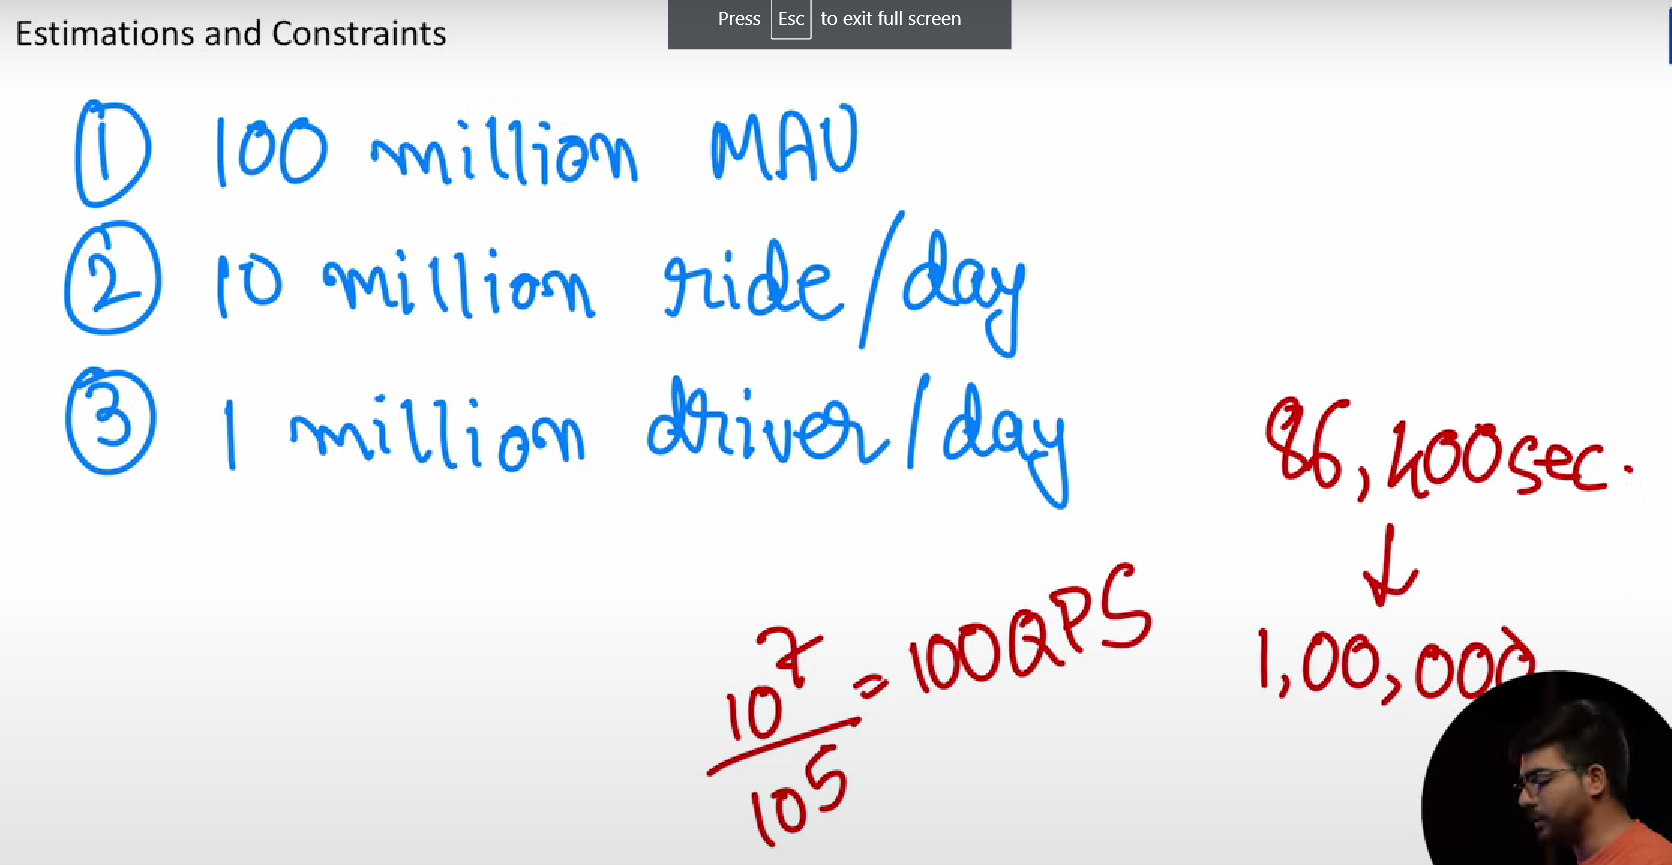 Press Esc to exit full screen
Estimations and Constraints
① 100 million MAU
② 10 million ride/day
③ 1 million driver/day
86,400 sec.
↓
1,00,000
10^7
= 100 QPS
10^5